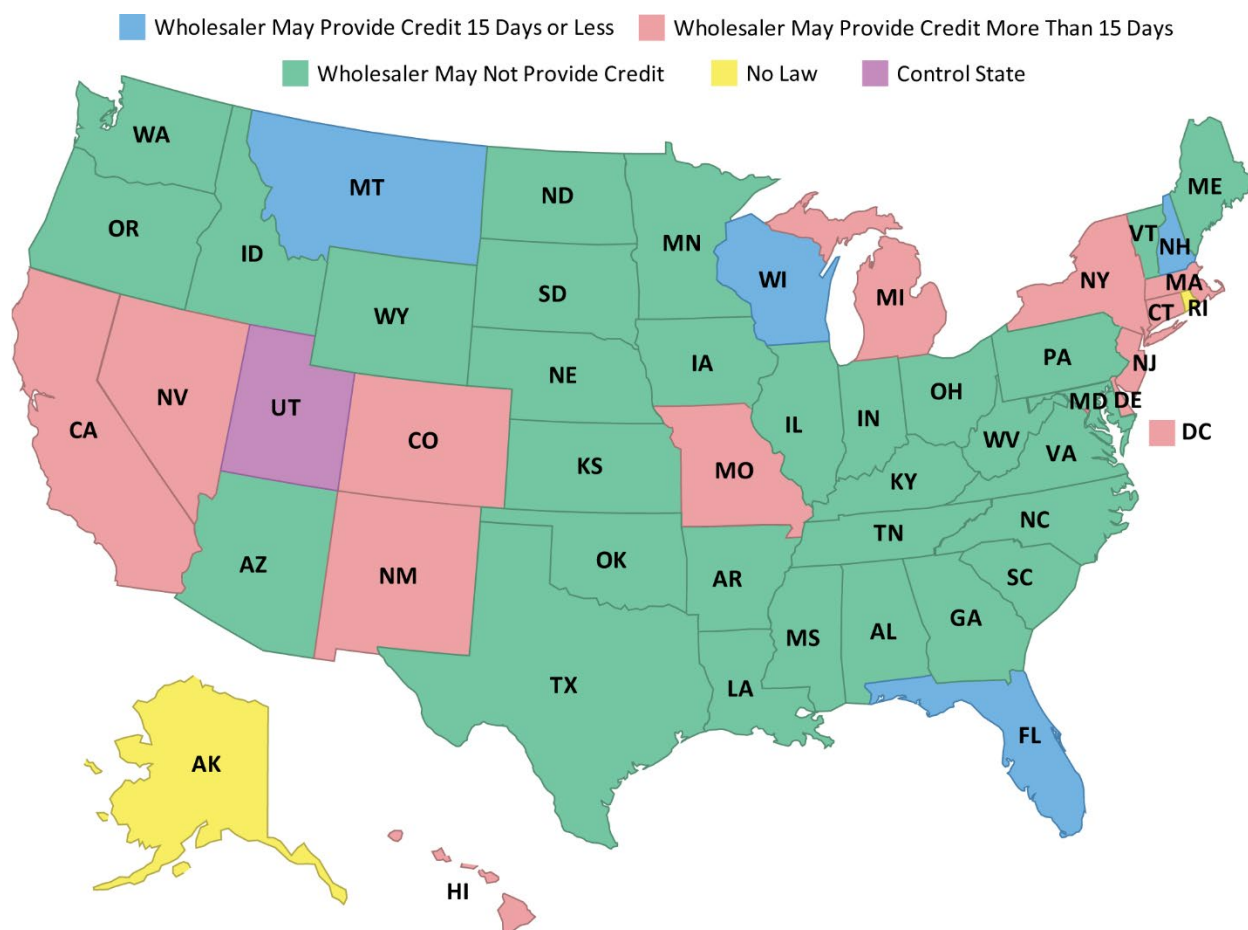 Wholesaler May Provide Credit 15 Days or Less
Wholesaler May Provide Credit More Than 15 Days
Wholesaler May Not Provide Credit
No Law
Control State
WA
MT
ND
MN
ME
OR
ID
VT
NH
WI
SD
MI
NY
MA
WY
CT
RI
IA
PA
NJ
NE
OH
NV
UT
MD
DE
IL
IN
CA
CO
WV
DC
MO
VA
KS
KY
NC
TN
AZ
NM
OK
AR
SC
MS
AL
GA
TX
LA
FL
AK
HI